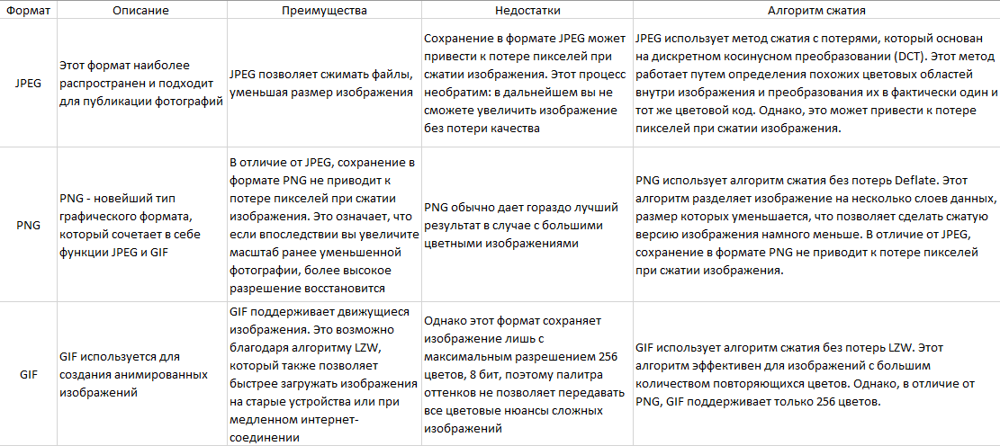 Формат Описание Преимущества Недостатки Алгоритм сжатия
JPEG
Этот формат наиболее
распространен и подходит
для публикации фотографий
JPEG позволяет сжимать файлы,
уменьшая размер изображения
Сохранение в формате JPEG может
привести к потере пикселей при
сжатии изображения. Этот процесс
необратим: в дальнейшем вы не
сможете увеличить изображение
без потери качества
JPEG использует метод сжатия с потерями, который основан
на дискретном косинусном преобразовании (DCT). Этот метод
работает путем определения похожих цветовых областей
внутри изображения и преобразования их в фактически один и
тот же цветовой код. Однако, это может привести к потере
пикселей при сжатии изображения.
PNG
PNG - новейший тип
графического формата,
который сочетает в себе
функции JPEG и GIF
В отличие от JPEG, сохранение в
формате PNG не приводит к
потере пикселей при сжатии
изображения. Это означает, что
если впоследствии вы увеличите
масштаб ранее уменьшенной
фотографии, более высокое
разрешение восстановится
PNG обычно дает гораздо лучший
результат в случае с большими
цветными изображениями
PNG использует алгоритм сжатия без потерь Deflate. Этот
алгоритм разделяет изображение на несколько слоев данных,
размер которых уменьшается, что позволяет сделать сжатую
версию изображения намного меньше. В отличие от JPEG,
сохранение в формате PNG не приводит к потере пикселей
при сжатии изображения.
GIF
GIF используется для
создания анимированных
изображений
GIF поддерживает движущиеся
изображения. Это возможно
благодаря алгоритму LZW,
который также позволяет
быстрее загружать изображения
на старые устройства или при
медленном интернет-
соединении
Однако этот формат сохраняет
изображение лишь с
максимальным разрешением 256
цветов, 8 бит, поэтому палитра
оттенков не позволяет передавать
все цветовые нюансы сложных
изображений
GIF использует алгоритм сжатия без потерь LZW. Этот
алгоритм эффективен для изображений с большим
количеством повторяющихся цветов. Однако, в отличие от
PNG, GIF поддерживает только 256 цветов.